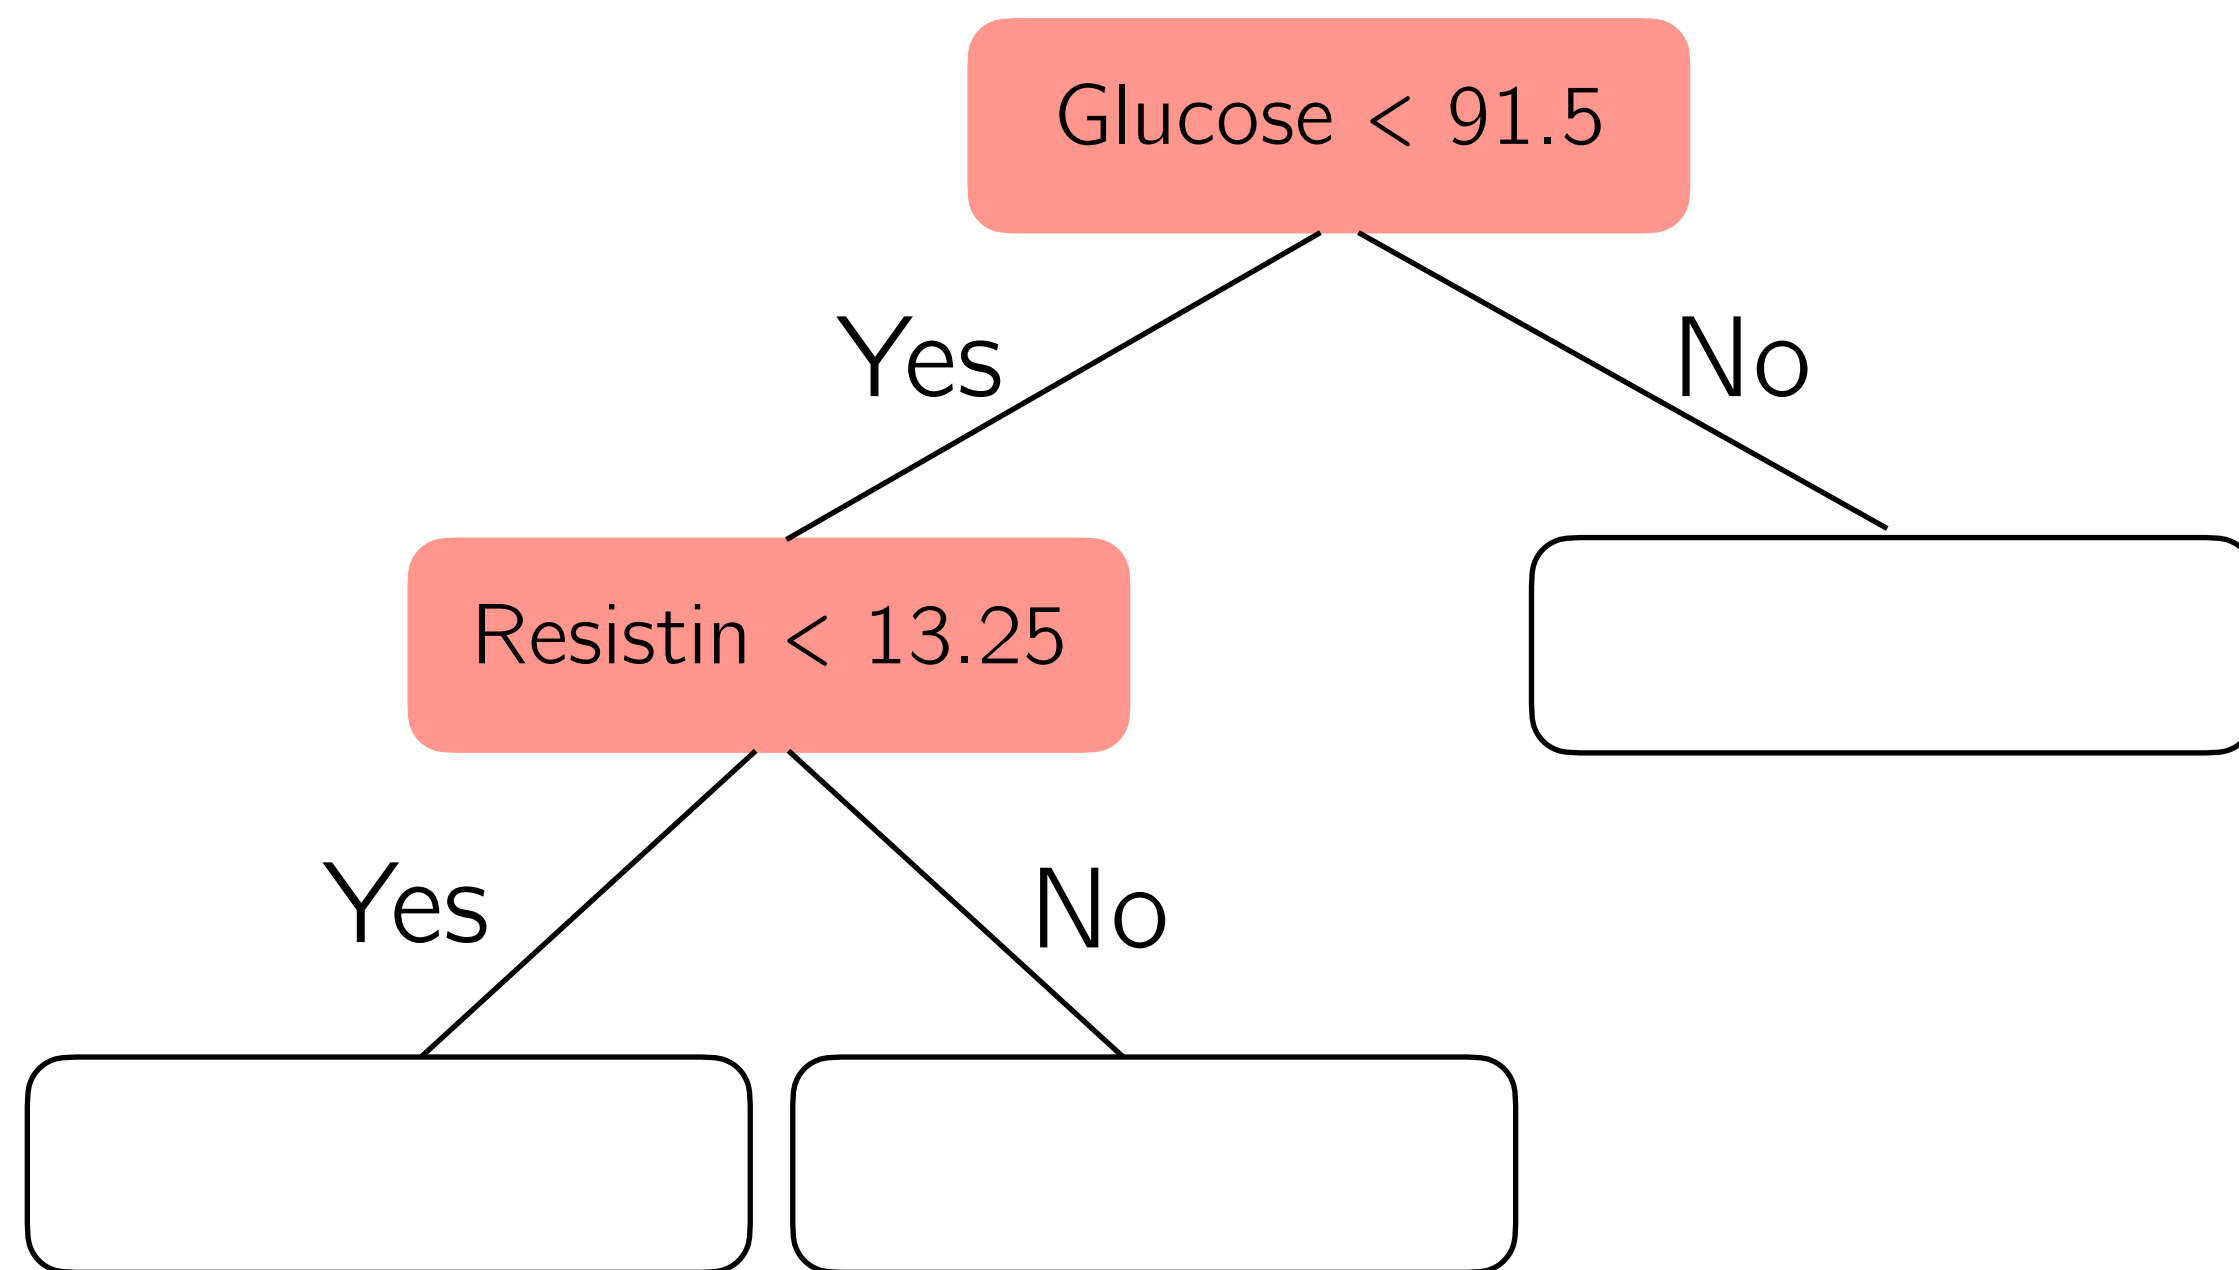 Glucose < 91.5
Yes
No
Resistin < 13.25
Yes
No